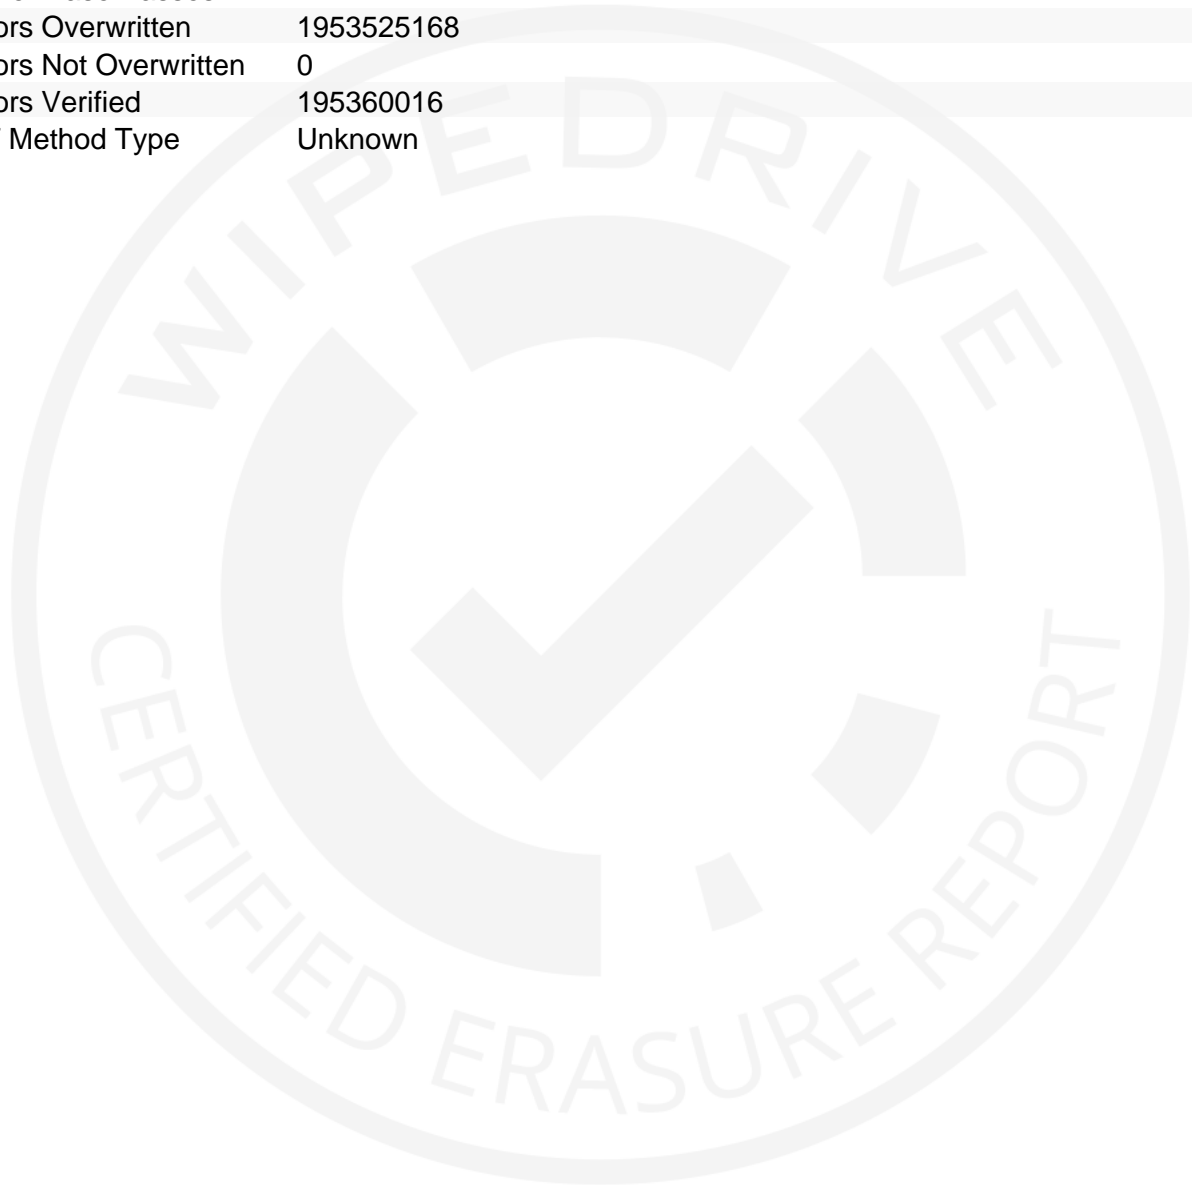 ors Overwritten 1953525168
ors Not Overwritten 0
ors Verified 195360016
Method Type Unknown
WIPEDRIVE
CERTIFIED ERASURE REPORT